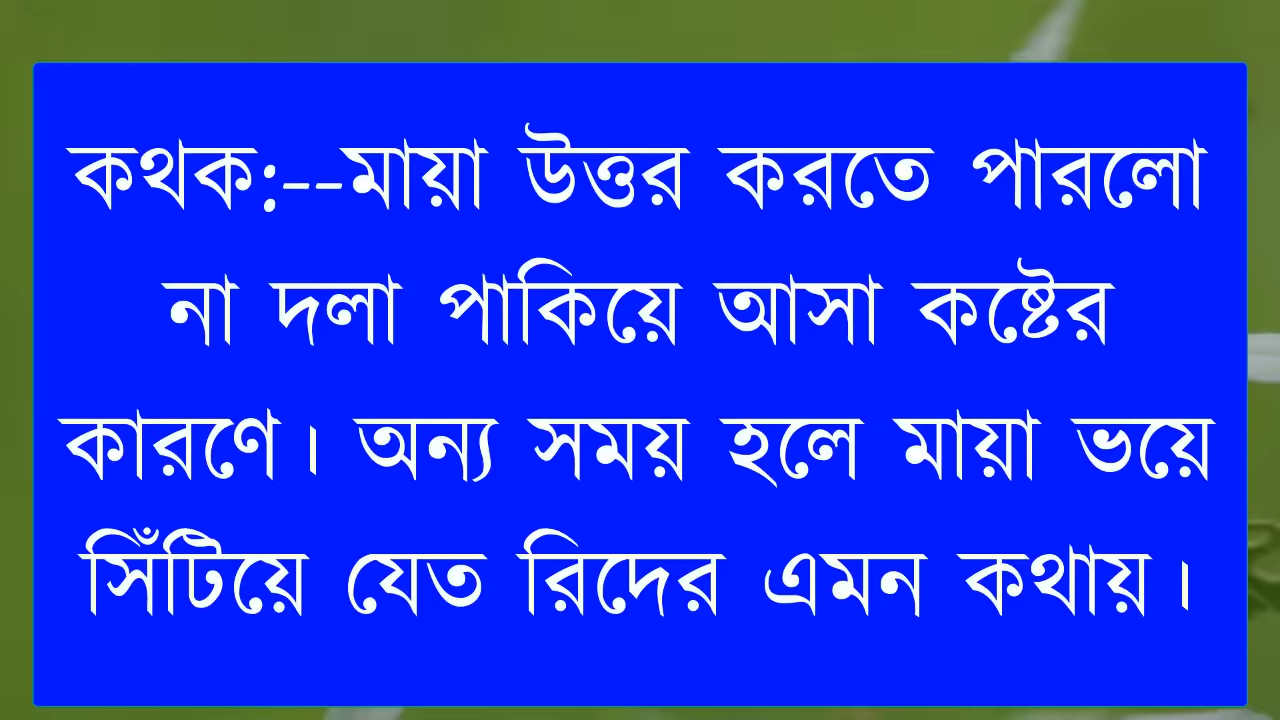 কথক:--মায়া উত্তর করতে পারলো
না দলা পাকিয়ে আসা কষ্টের
কারণে। অন্য সময় হলে মায়া ভয়ে
সিঁটিয়ে যেত রিদের এমন কথায়।